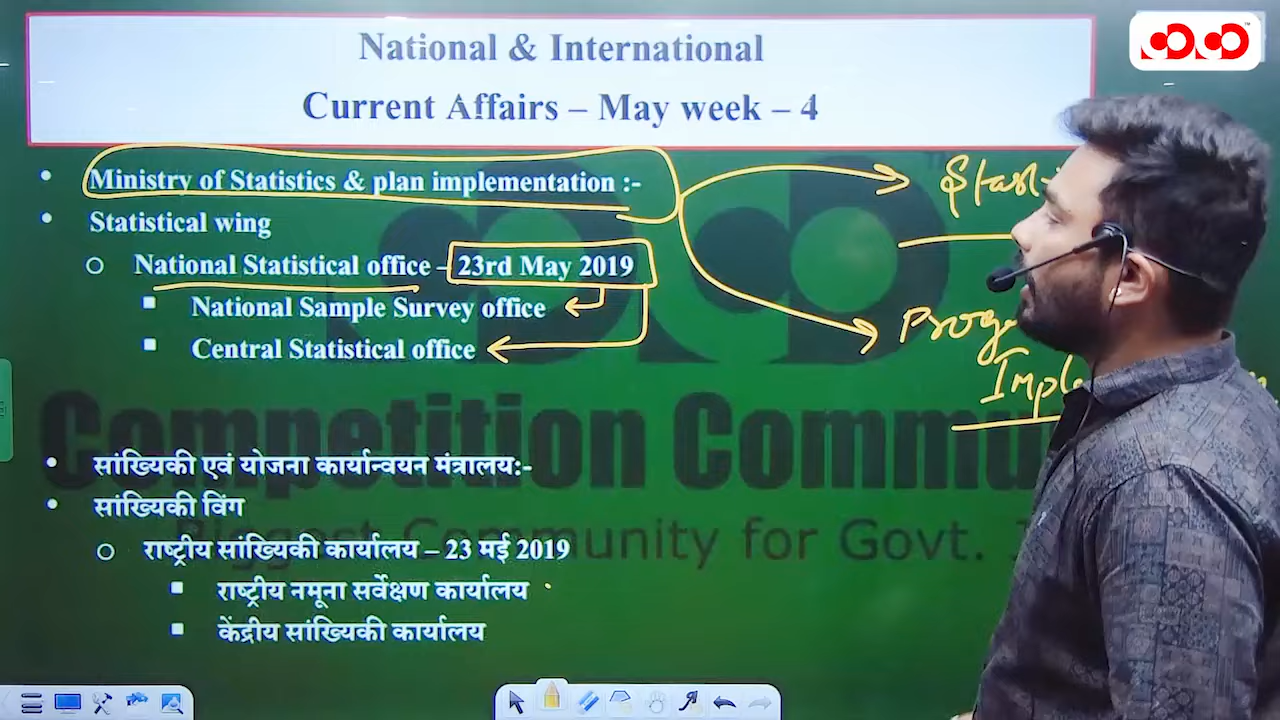 National & International
Current Affairs – May week – 4
Ministry of Statistics & plan implementation :-
Statistical wing
National Statistical office – 23rd May 2019
National Sample Survey office
Central Statistical office
सांख्यिकी एवं योजना कार्यान्वयन मंत्रालय:-
सांख्यिकी विंग
राष्ट्रीय सांख्यिकी कार्यालय – 23 मई 2019
राष्ट्रीय नमूना सर्वेक्षण कार्यालय
केंद्रीय सांख्यिकी कार्यालय
Competition Commu
Biggest Community for Govt.